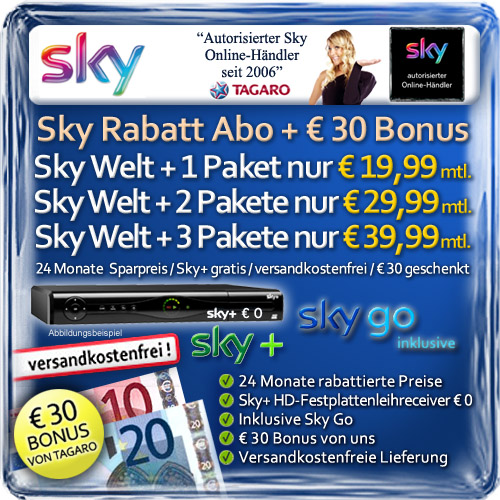 sky
"Autorisierter Sky
Online-Händler
seit 2006"
TAGARO
sky
autorisierter
Online-Händler
Sky Rabatt Abo + € 30 Bonus
Sky Welt + 1 Paket nur € 19,99 mtl.
Sky Welt + 2 Pakete nur € 29,99 mtl.
Sky Welt + 3 Pakete nur € 39,99 mtl.
24 Monate Sparpreis / Sky+ gratis / versandkostenfrei / € 30 geschenkt
sky+
sky+ € 0
Abbildungsbeispiel
sky go
inklusive
sky +
versandkostenfrei !
€ 30
BONUS
VON TAGARO
10
20
24 Monate rabattierte Preise
Sky+ HD-Festplattenleihreceiver € 0
Inklusive Sky Go
€ 30 Bonus von uns
Versandkostenfreie Lieferung